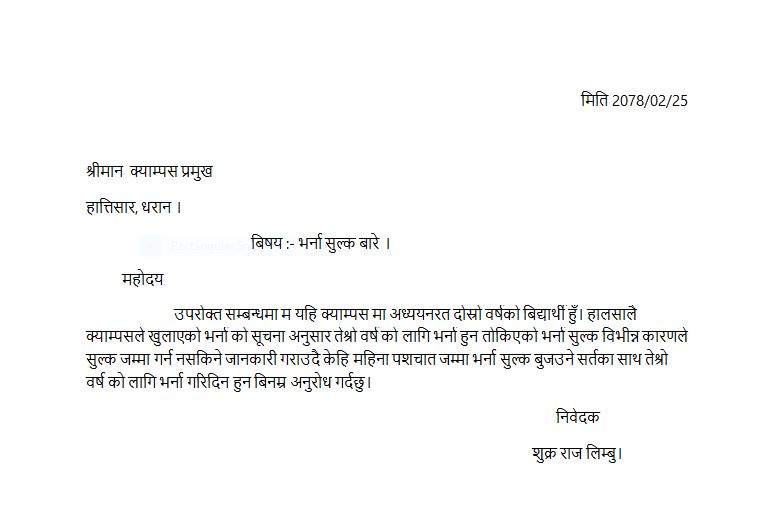 मिति 2078/02/25
श्रीमान  क्याम्पस प्रमुख
हात्तिसार, धरान ।
बिषय :- भर्ना सुल्क बारे ।
महोदय
उपरोक्त सम्बन्धमा म यहि क्याम्पस मा अध्ययनरत दोस्रो वर्षको बिद्यार्थी हुँ। हालसालै
क्याम्पसले खुलाएको भर्ना को सूचना अनुसार तेश्रो वर्ष को लागि भर्ना हुन तोकिएको भर्ना सुल्क विभीन्न कारणले
सुल्क जम्मा गर्न नसकिने जानकारी गराउदै केहि महिना पशचात जम्मा भर्ना सुल्क बुजउने सर्तका साथ तेश्रो
वर्ष को लागि भर्ना गरिदिन हुन बिनम्र अनुरोध गर्दछु।
निवेदक
शुक्र राज लिम्बु।